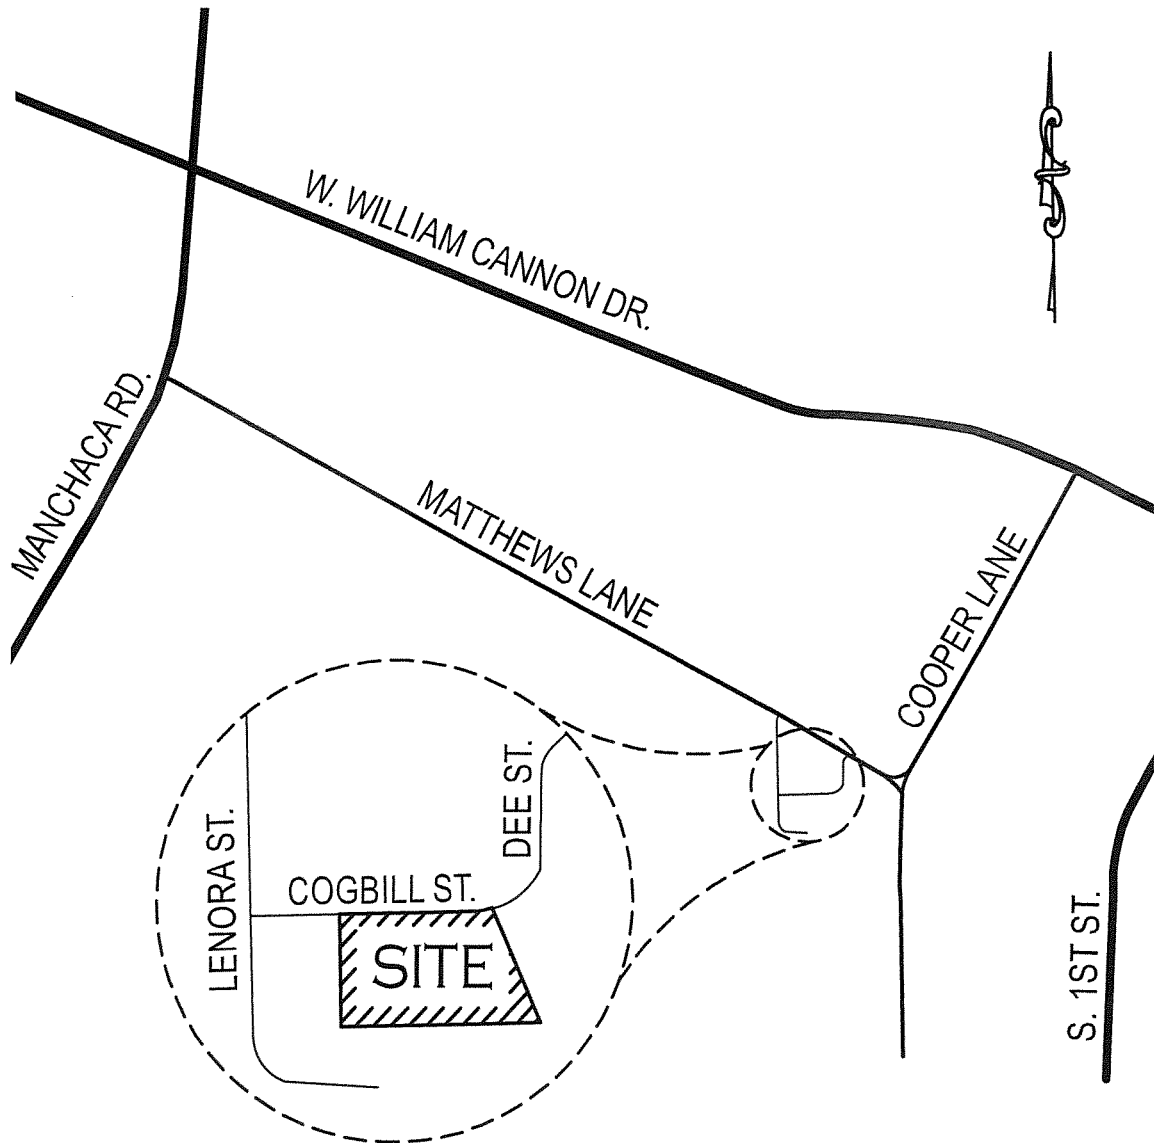 W. WILLIAM CANNON DR.
MANCHACA RD.
MATTHEWS LANE
COOPER LANE
DEE ST.
LENORA ST.
COGBILL ST.
SITE
S. 1ST ST.